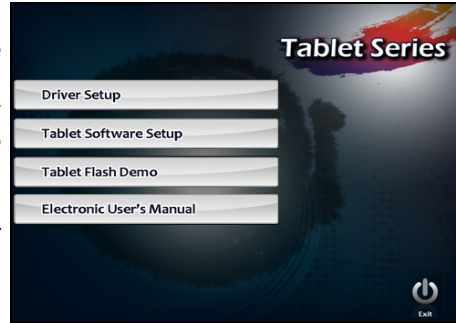 Tablet Series
Driver Setup
Tablet Software Setup
Tablet Flash Demo
Electronic User's Manual
Exit